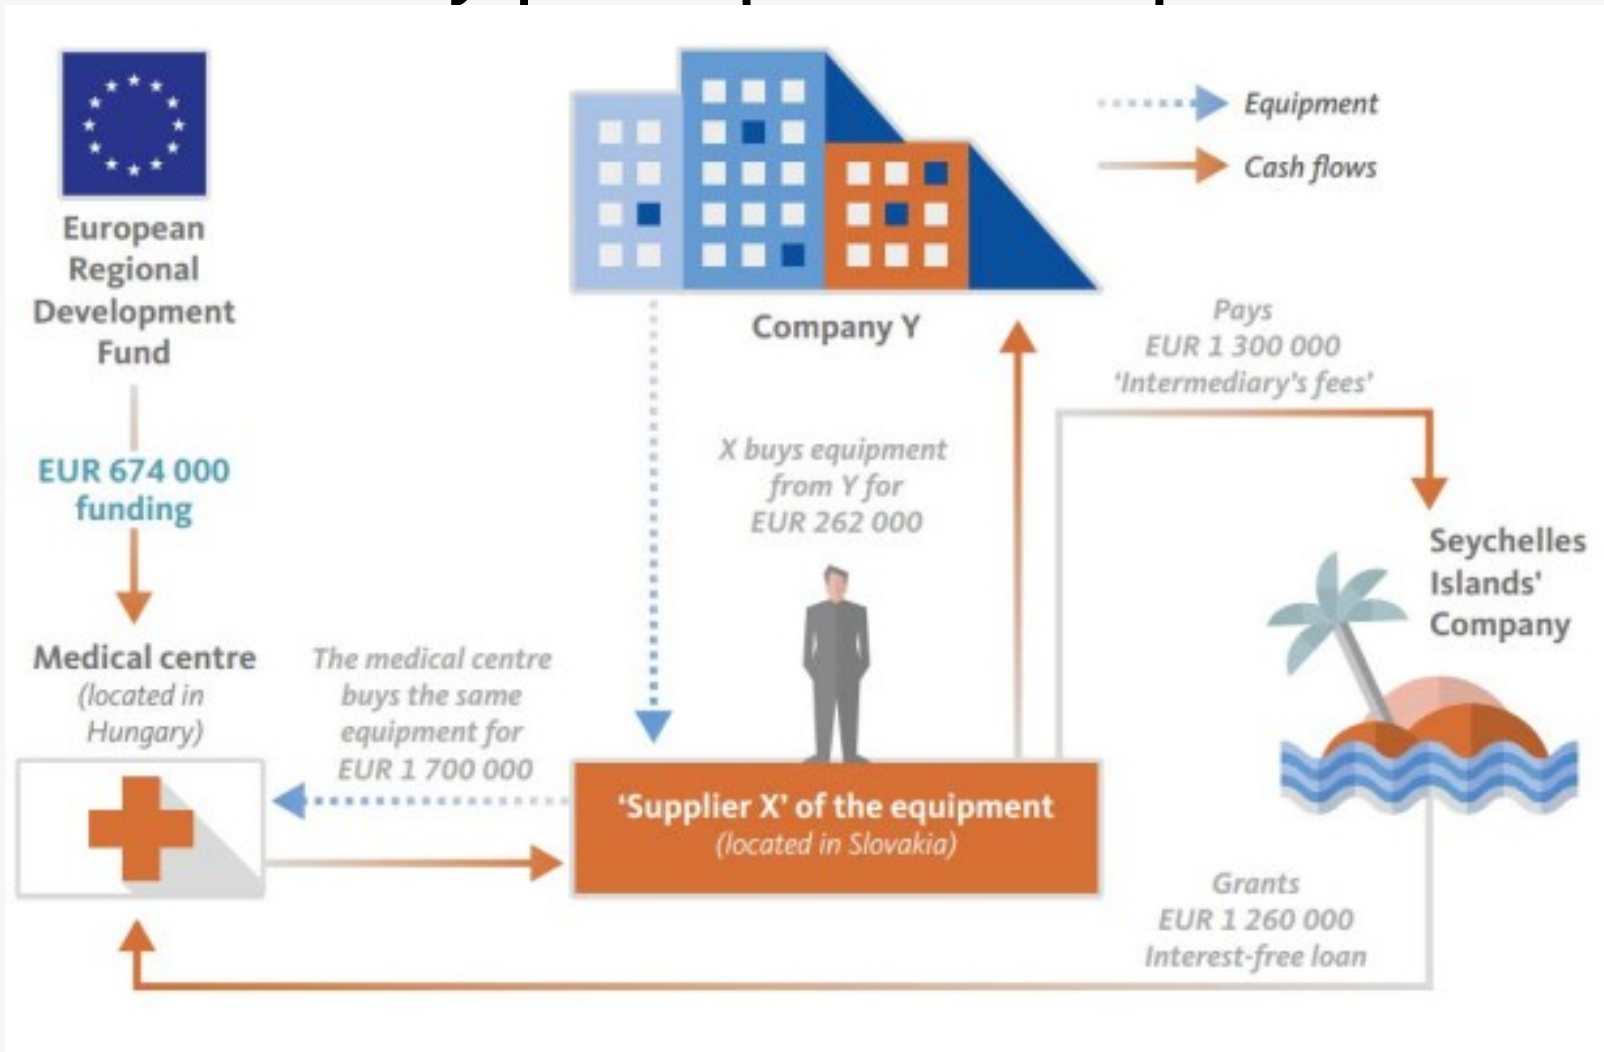 European
Regional
Development
Fund
EUR 674 000
funding
Medical centre
(located in
Hungary)
The medical centre
buys the same
equipment for
EUR 1 700 000
Company Y
X buys equipment
from Y for
EUR 262 000
‘Supplier X’ of the equipment
(located in Slovakia)
Equipment
Cash flows
Pays
EUR 1 300 000
‘Intermediary’s fees’
Seychelles
Islands'
Company
Grants
EUR 1 260 000
Interest-free loan